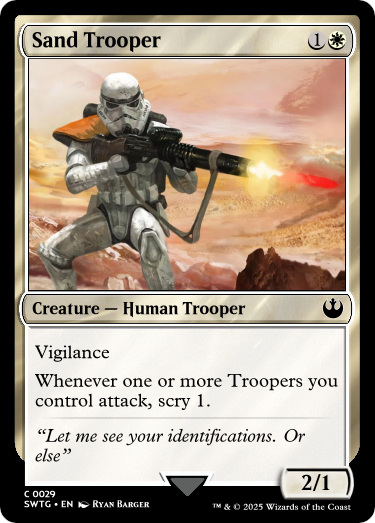 Sand Trooper 1
Creature — Human Trooper
Vigilance
Whenever one or more Troopers you
control attack, scry 1.
“Let me see your identifications. Or
else”
2/1
C 0029
SWTG • EN RYAN BARGER
™ & © 2025 Wizards of the Coast